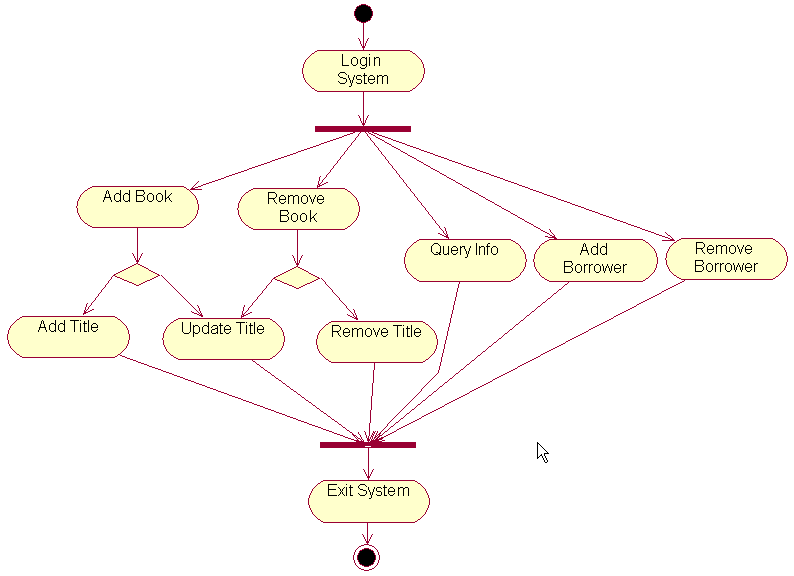 Login
System
Add Book
Remove
Book
Query Info
Add
Borrower
Remove
Borrower
Add Title
Update Title
Remove Title
Exit System